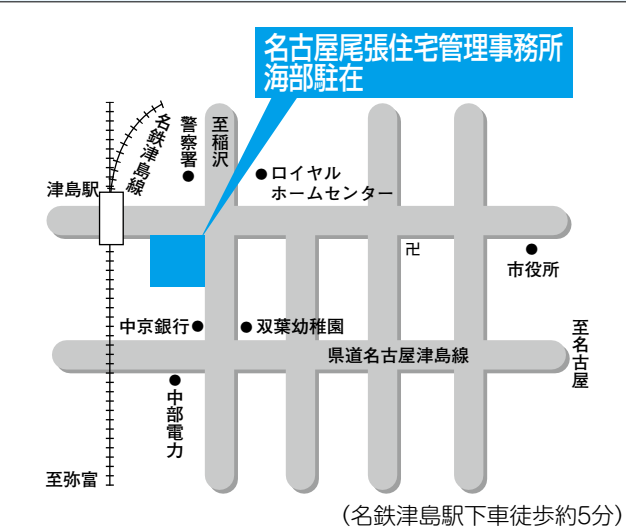 名古屋尾張住宅管理事務所
海部駐在
名鉄津島線
警察署
至稲沢
ロイヤル
ホームセンター
津島駅
卍
市役所
中京銀行
双葉幼稚園
至名古屋
県道名古屋津島線
中部電力
至弥富
(名鉄津島駅下車徒歩約5分)